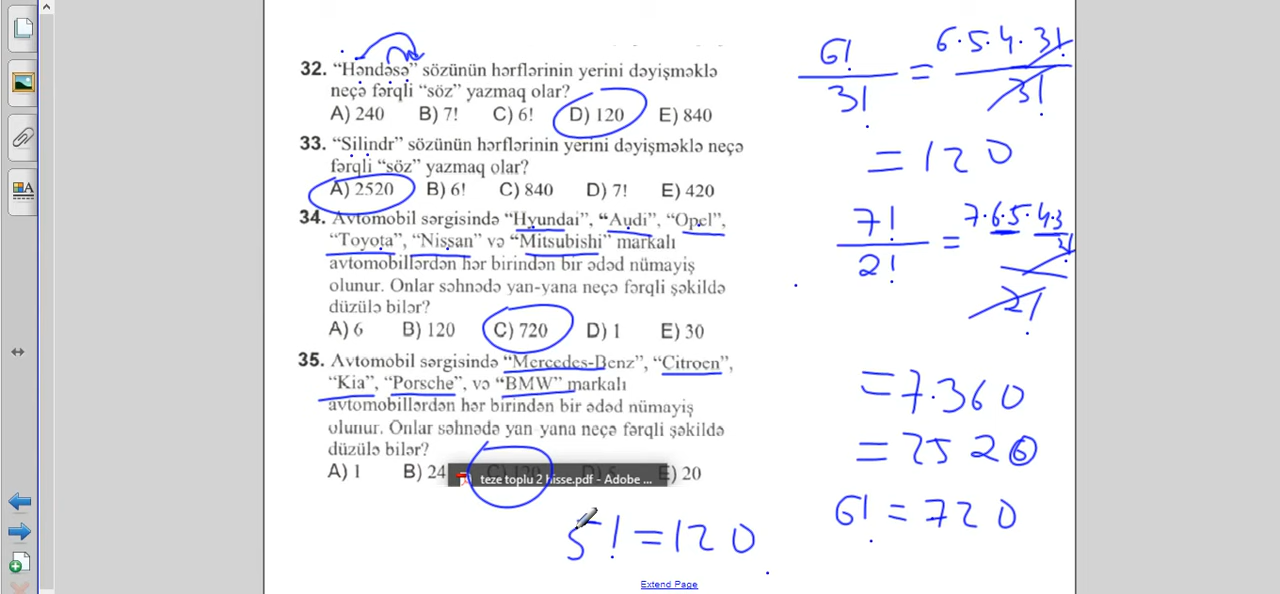 32. “Həndəsə” sözünün hərflərinin yerini dəyişməklə
neçə fərqli “söz” yazmaq olar?
A) 240 B) 7! C) 6! D) 120 E) 840
33. “Silindr” sözünün hərflərinin yerini dəyişməklə neçə
fərqli “söz” yazmaq olar?
A) 2520 B) 6! C) 840 D) 7! E) 420
34. Avtomobil sərgisində “Hyundai”, “Audi”, “Opel”,
“Toyota”, “Nissan” və “Mitsubishi” markalı
avtomobillərdən hər birindən bir ədəd nümayiş
olunur. Onlar səhnədə yan-yana neçə fərqli şəkildə
düzülə bilər?
A) 6 B) 120 C) 720 D) 1 E) 30
35. Avtomobil sərgisində “Mercedes-Benz”, “Citroen”,
“Kia”, “Porsche”, və “BMW” markalı
avtomobillərdən hər birindən bir ədəd nümayiş
olunur. Onlar səhnədə yan-yana neçə fərqli şəkildə
düzülə bilər?
A) 1 B) 24 E) 20
teze toplu 2 hisse.pdf - Adobe ...
5! = 120
Extend Page
6!/3! = 6·5·4·3!/3!
= 120
7!/2! = 7·6·5·4·3 2!/2!
= 7·360
= 2520
6! = 720